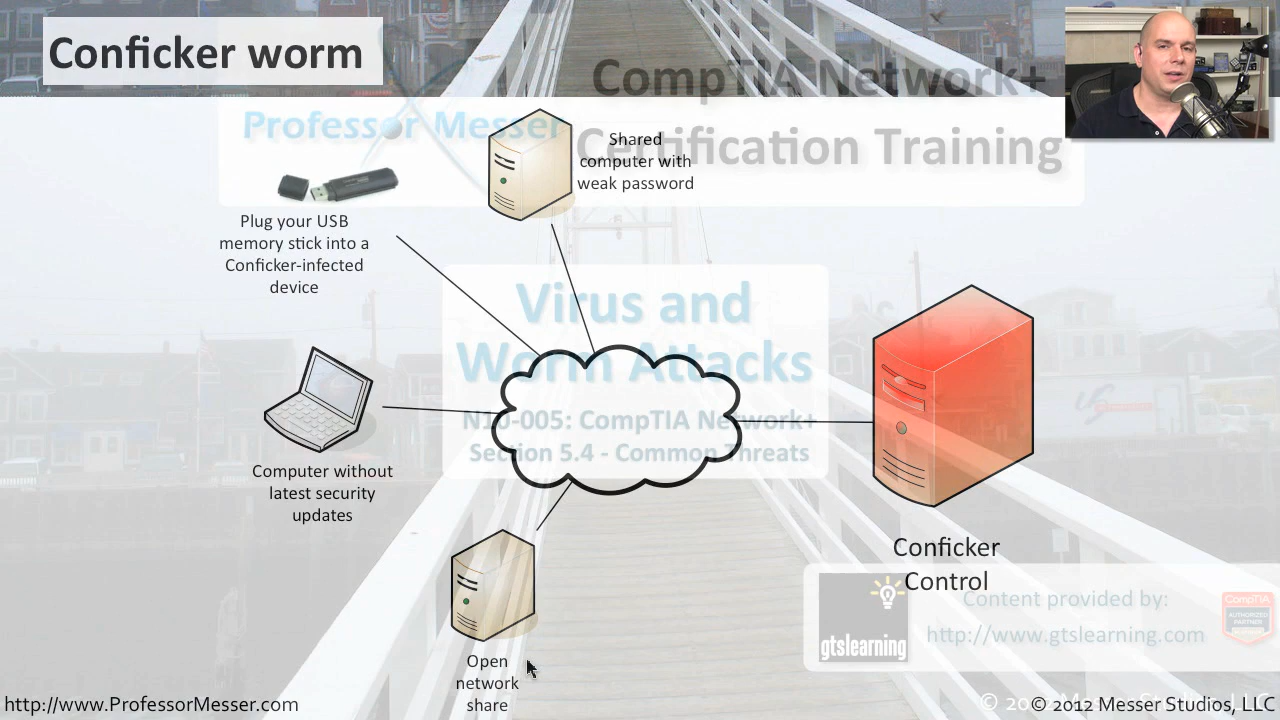 Conficker worm
CompTIA Network+
Certification Training
Professor Messer
Shared
computer with
weak password
Plug your USB
memory stick into a
Conficker-infected
device
Virus and
Worm Attacks
N10-005: CompTIA Network+
Section 5.4 - Common Threats
Computer without
latest security
updates
Conficker
Control
Open
network
share
Content provided by:
http://www.gtslearning.com
gtslearning
CompTIA
AUTHORIZED
PARTNER
http://www.ProfessorMesser.com
© 2012 Messer Studios, LLC